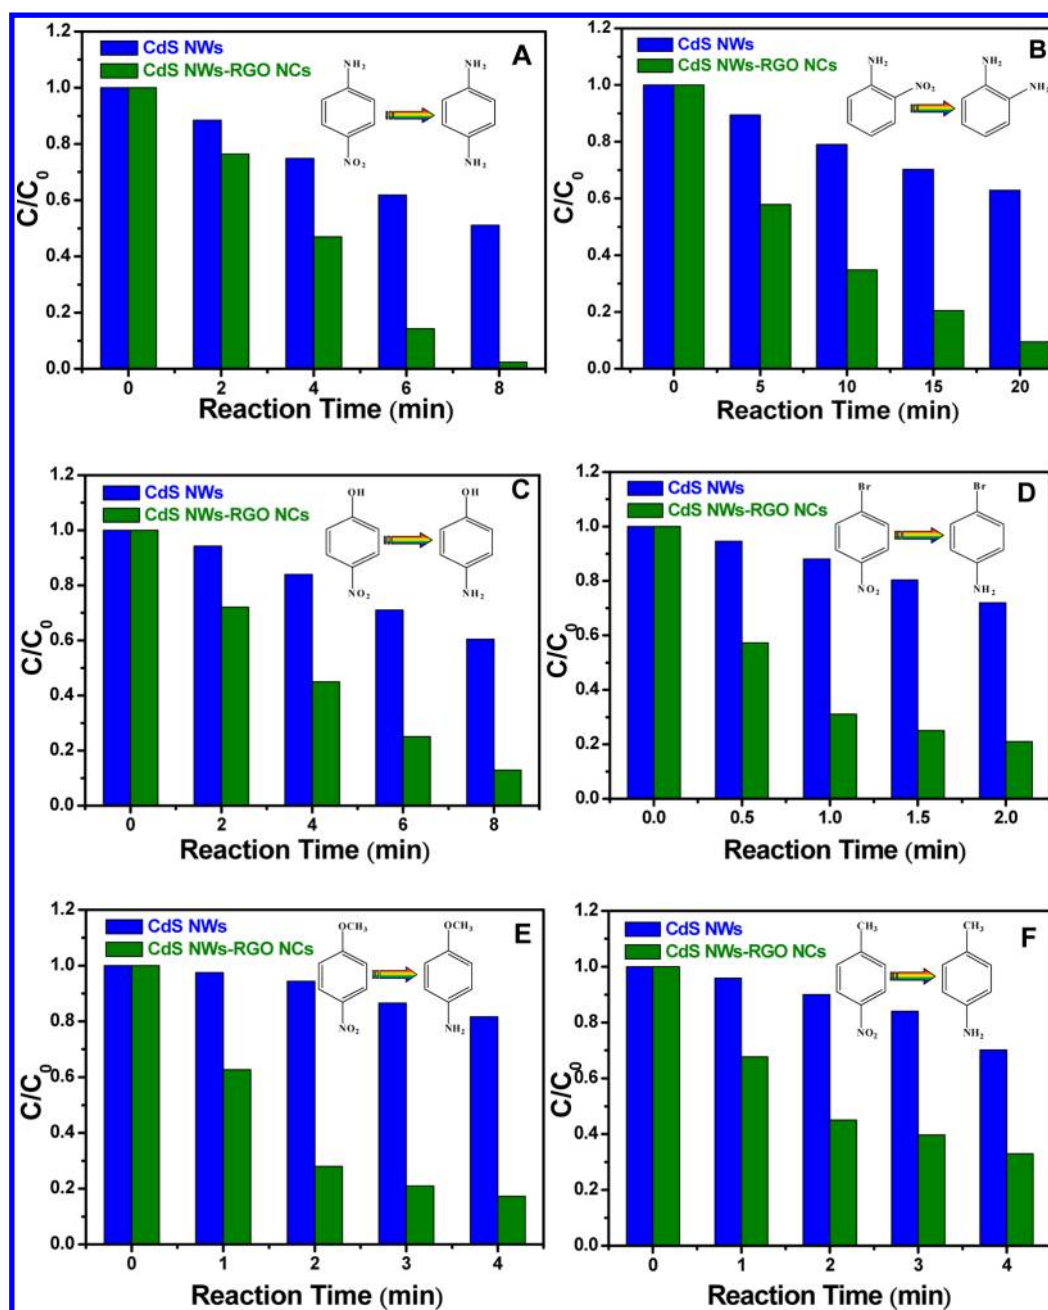 A
CdS NWs
CdS NWs-RGO NCs
NH2
NH2
NO2
NH2
C/C0
1.2
1.0
0.8
0.6
0.4
0.2
0.0
0 2 4 6 8
Reaction Time (min)
B
CdS NWs
CdS NWs-RGO NCs
NH2
NO2
NH2
NH2
C/C0
1.2
1.0
0.8
0.6
0.4
0.2
0.0
0 5 10 15 20
Reaction Time (min)
C
CdS NWs
CdS NWs-RGO NCs
OH
OH
NO2
NH2
C/C0
1.2
1.0
0.8
0.6
0.4
0.2
0.0
0 2 4 6 8
Reaction Time (min)
D
CdS NWs
CdS NWs-RGO NCs
Br
Br
NO2
NH2
C/C0
1.2
1.0
0.8
0.6
0.4
0.2
0.0
0.0 0.5 1.0 1.5 2.0
Reaction Time (min)
E
CdS NWs
CdS NWs-RGO NCs
OCH3
OCH3
NO2
NH2
C/C0
1.2
1.0
0.8
0.6
0.4
0.2
0.0
0 1 2 3 4
Reaction Time (min)
F
CdS NWs
CdS NWs-RGO NCs
CH3
CH3
NO2
NH2
C/C0
1.2
1.0
0.8
0.6
0.4
0.2
0.0
0 1 2 3 4
Reaction Time (min)